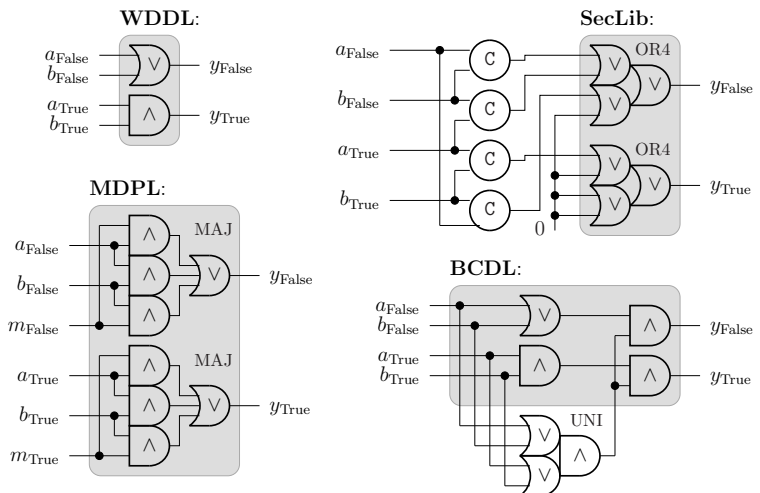 WDDL:
a_False
b_False
∨
y_False
a_True
b_True
∧
y_True
SecLib:
a_False
b_False
a_True
b_True
C
C
C
C
0
OR4
∨
∨
∨
y_False
OR4
∨
∨
∨
y_True
MDPL:
MAJ
a_False
b_False
m_False
∧
∧
∧
∨
y_False
MAJ
a_True
b_True
m_True
∧
∧
∧
∨
y_True
BCDL:
a_False
b_False
∨
∧
y_False
a_True
b_True
∧
∧
y_True
UNI
∨
∨
∧